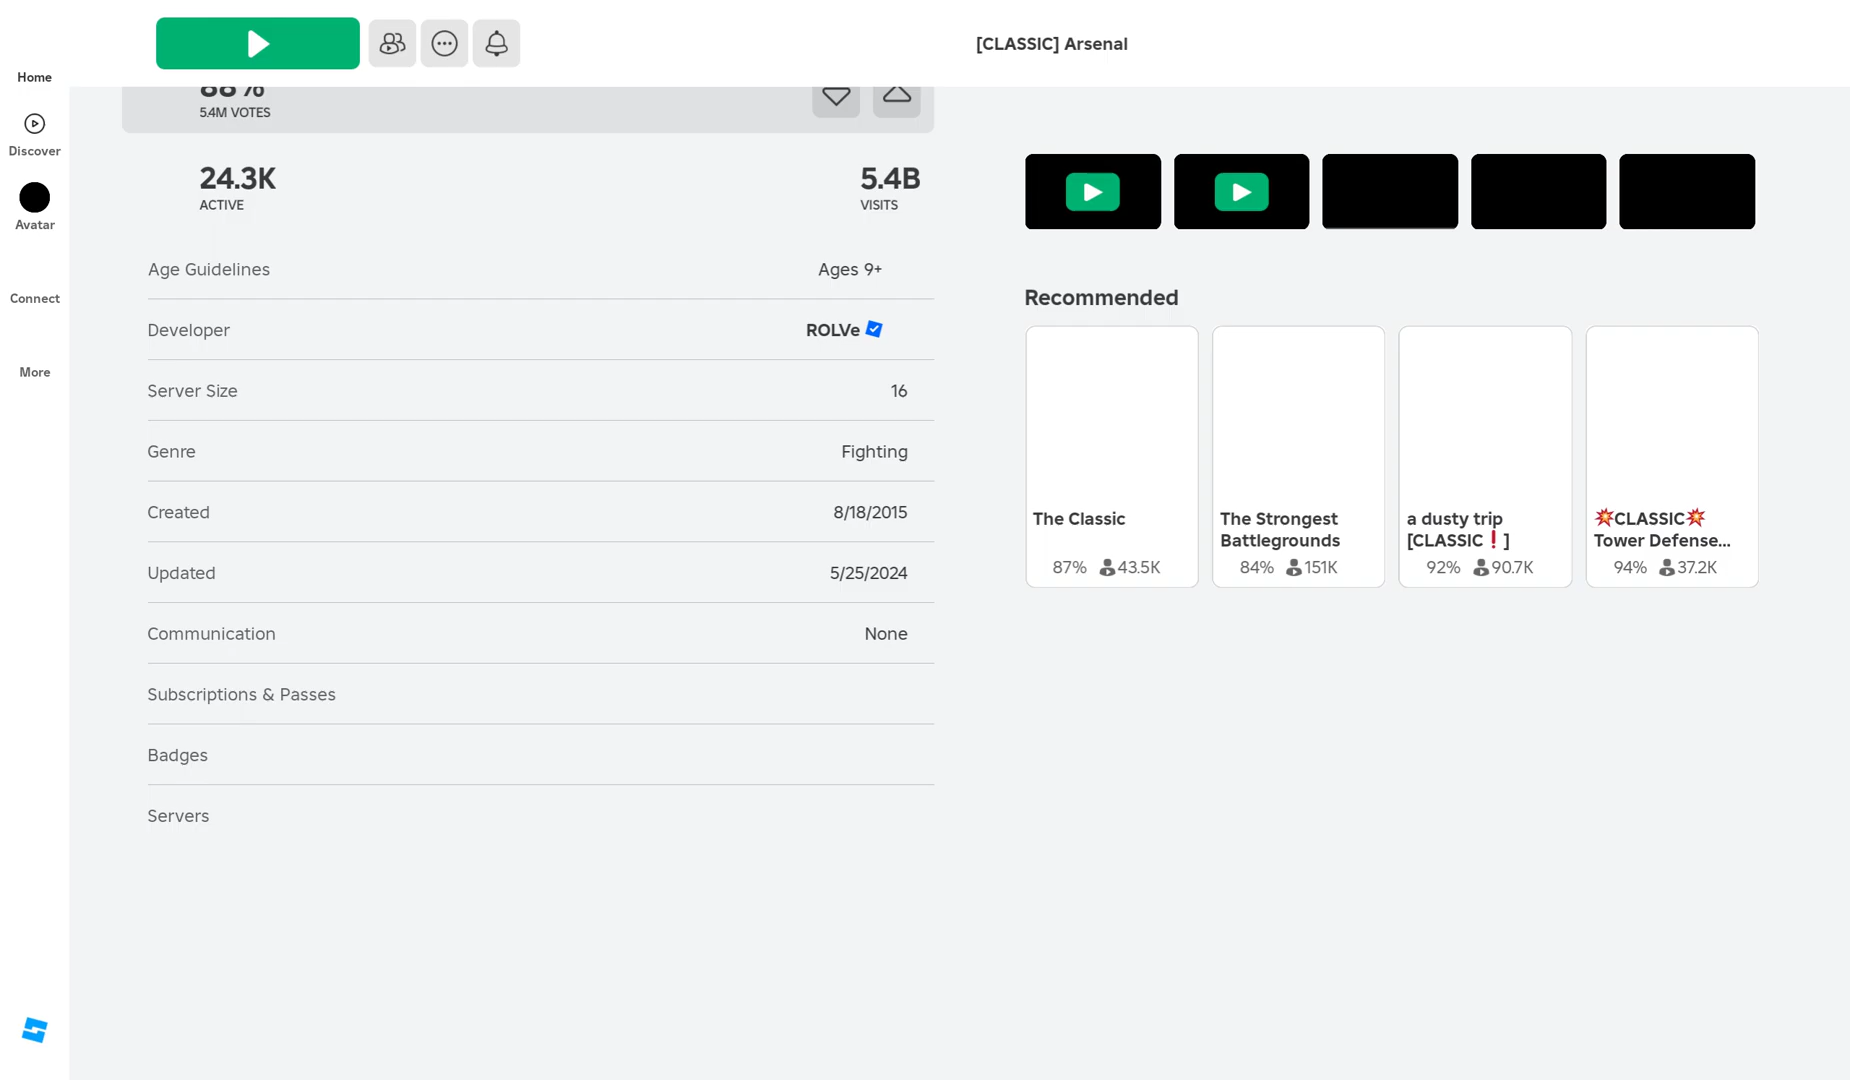 [CLASSIC] Arsenal
Home
Discover
Avatar
Connect
More
88%
5.4M VOTES
24.3K
ACTIVE
5.4B
VISITS
Age Guidelines
Ages 9+
Developer
ROLVe
Server Size
16
Genre
Fighting
Created
8/18/2015
Updated
5/25/2024
Communication
None
Subscriptions & Passes
Badges
Servers
Recommended
The Classic
87% 43.5K
The Strongest
Battlegrounds
84% 151K
a dusty trip
[CLASSIC❗]
92% 90.7K
💥CLASSIC💥
Tower Defense...
94% 37.2K